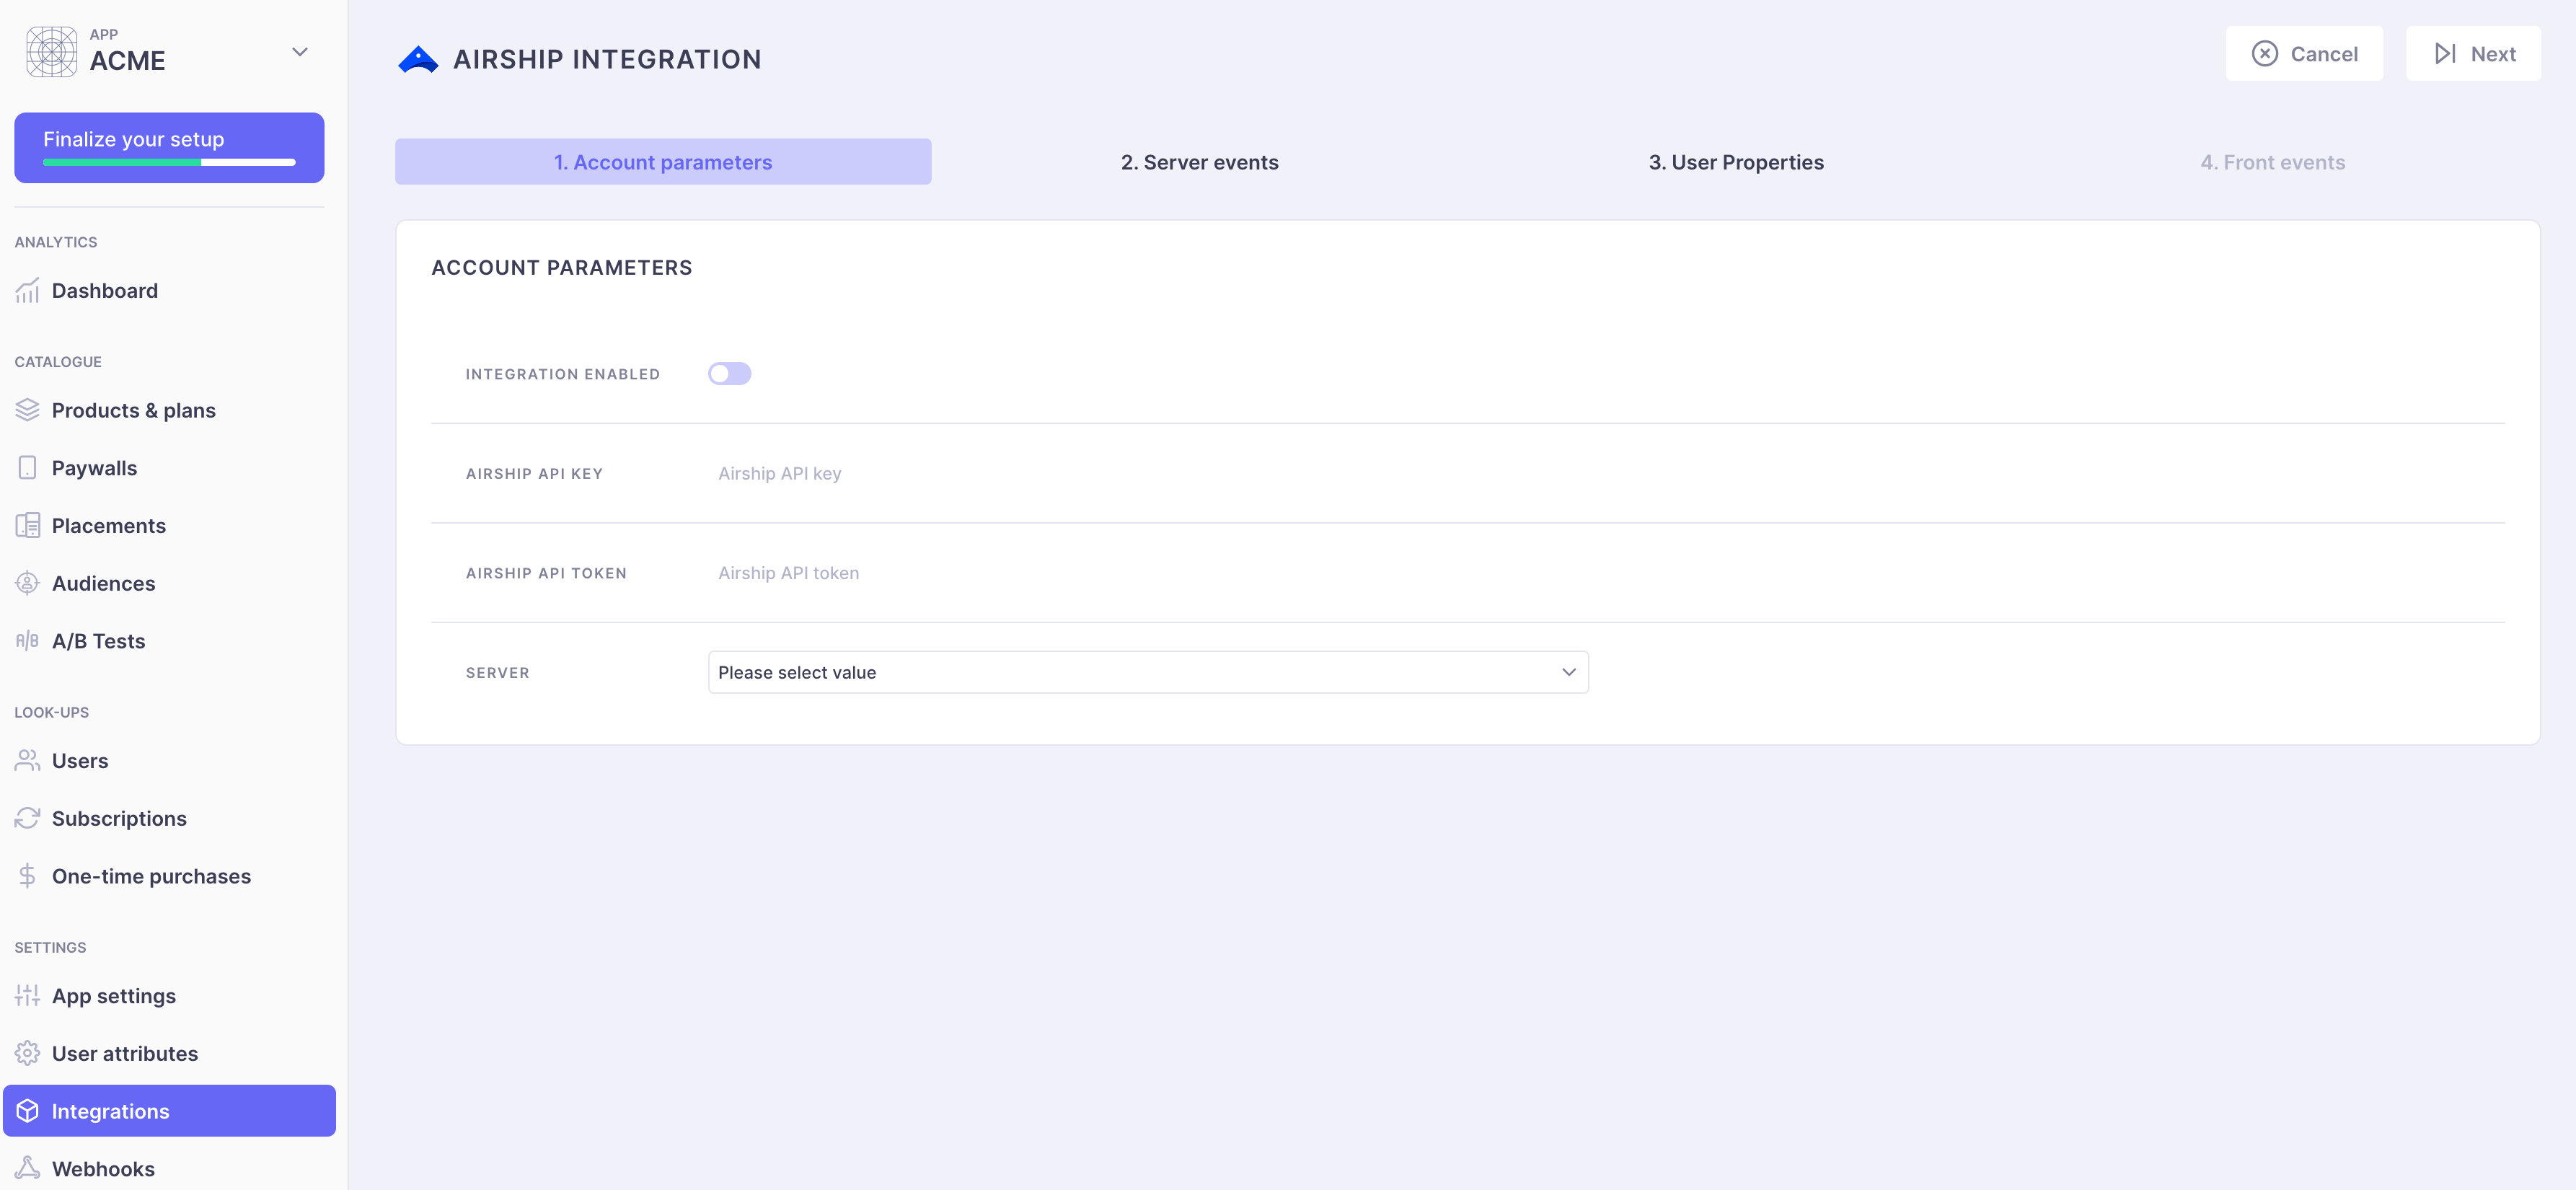 APP
ACME
Finalize your setup
ANALYTICS
Dashboard
CATALOGUE
Products & plans
Paywalls
Placements
Audiences
A/B
A/B Tests
LOOK-UPS
Users
Subscriptions
One-time purchases
SETTINGS
App settings
User attributes
Integrations
Webhooks
AIRSHIP INTEGRATION
Cancel
Next
1. Account parameters
2. Server events
3. User Properties
4. Front events
ACCOUNT PARAMETERS
INTEGRATION ENABLED
AIRSHIP API KEY
Airship API key
AIRSHIP API TOKEN
Airship API token
SERVER
Please select value